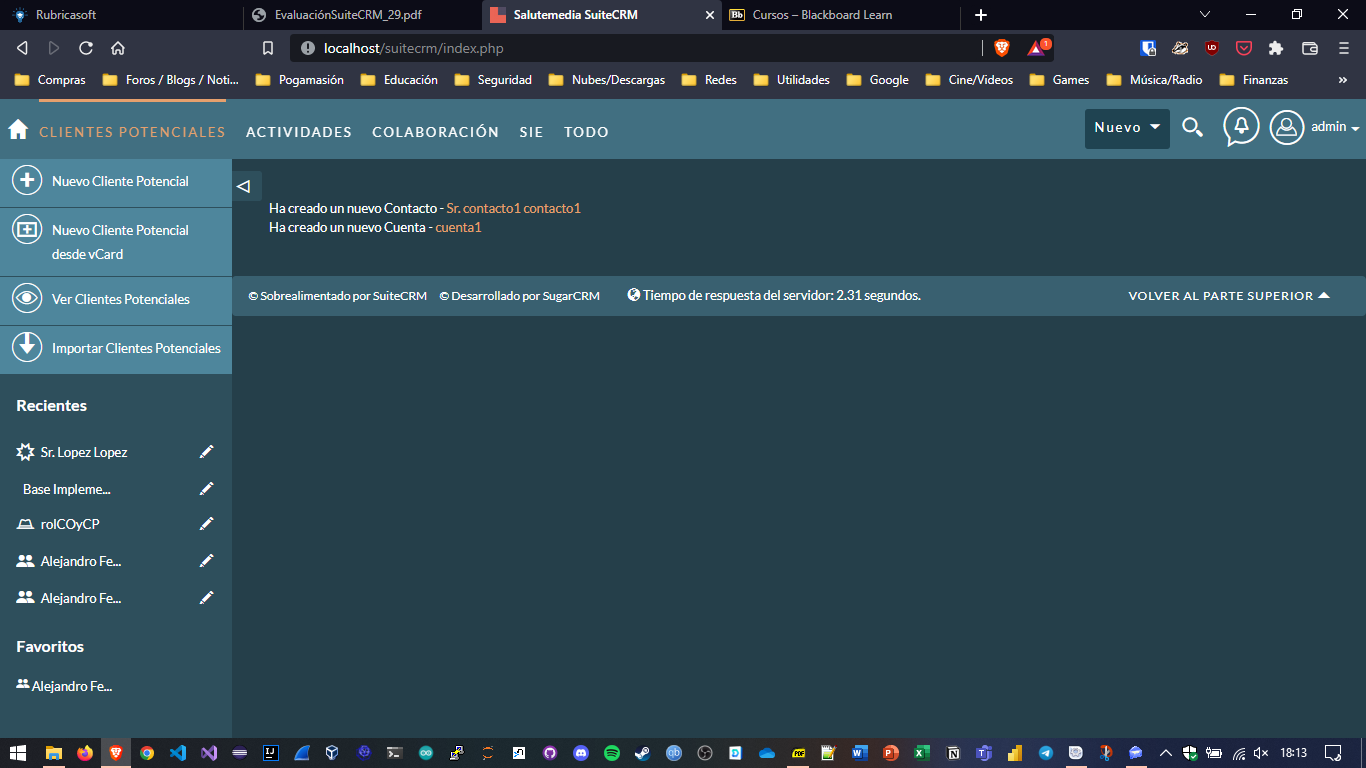 Rubricasoft
EvaluaciónSuiteCRM_29.pdf
Salutemedia SuiteCRM
Bb
Cursos – Blackboard Learn
localhost/suitecrm/index.php
1
Compras
Foros / Blogs / Noti...
Pogamasión
Educación
Seguridad
Nubes/Descargas
Redes
Utilidades
Google
Cine/Videos
Games
Música/Radio
Finanzas
CLIENTES POTENCIALES
ACTIVIDADES
COLABORACIÓN
SIE
TODO
Nuevo
admin
Nuevo Cliente Potencial
Nuevo Cliente Potencial
desde vCard
Ver Clientes Potenciales
Importar Clientes Potenciales
Recientes
Sr. Lopez Lopez
Base Impleme...
rolCOyCP
Alejandro Fe...
Alejandro Fe...
Favoritos
Alejandro Fe...
Ha creado un nuevo Contacto - Sr. contacto1 contacto1
Ha creado un nuevo Cuenta - cuenta1
© Sobrealimentado por SuiteCRM
© Desarrollado por SugarCRM
Tiempo de respuesta del servidor: 2.31 segundos.
VOLVER AL PARTE SUPERIOR
18:13